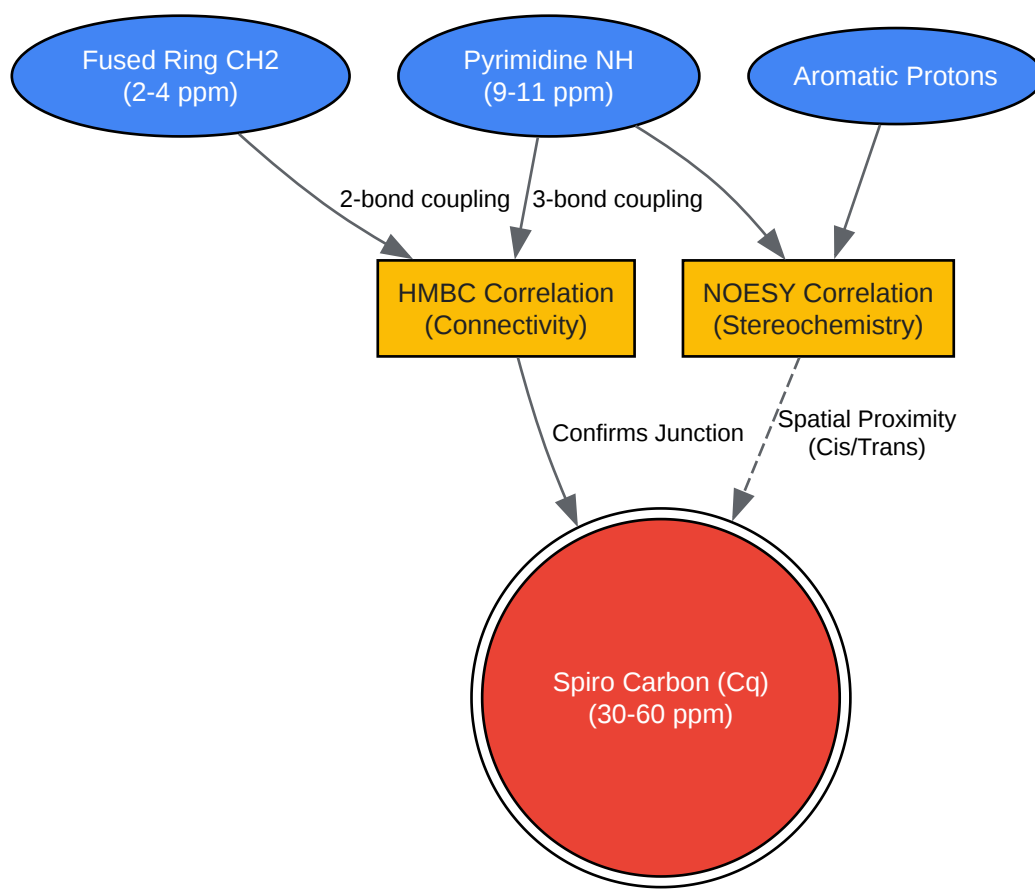 Fused Ring CH2
(2-4 ppm)
Pyrimidine NH
(9-11 ppm)
Aromatic Protons
2-bond coupling
3-bond coupling
HMBC Correlation
(Connectivity)
NOESY Correlation
(Stereochemistry)
Confirms Junction
Spatial Proximity
(Cis/Trans)
Spiro Carbon (Cq)
(30-60 ppm)